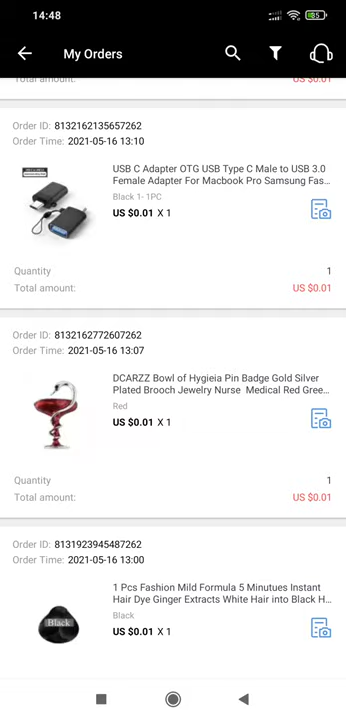 14:48
85
My Orders
Total amount:
US $0.01
Order ID: 8132162135657262
Order Time: 2021-05-16 13:10
USB C Adapter OTG USB Type C Male to USB 3.0
Female Adapter For Macbook Pro Samsung Fas...
Black 1- 1PC
US $0.01 X 1
Quantity
1
Total amount:
US $0.01
Order ID: 8132162772607262
Order Time: 2021-05-16 13:07
DCARZZ Bowl of Hygieia Pin Badge Gold Silver
Plated Brooch Jewelry Nurse Medical Red Gree...
Red
US $0.01 X 1
Quantity
1
Total amount:
US $0.01
Order ID: 8131923945487262
Order Time: 2021-05-16 13:00
1 Pcs Fashion Mild Formula 5 Minutues Instant
Hair Dye Ginger Extracts White Hair into Black H...
Black
Black
US $0.01 X 1